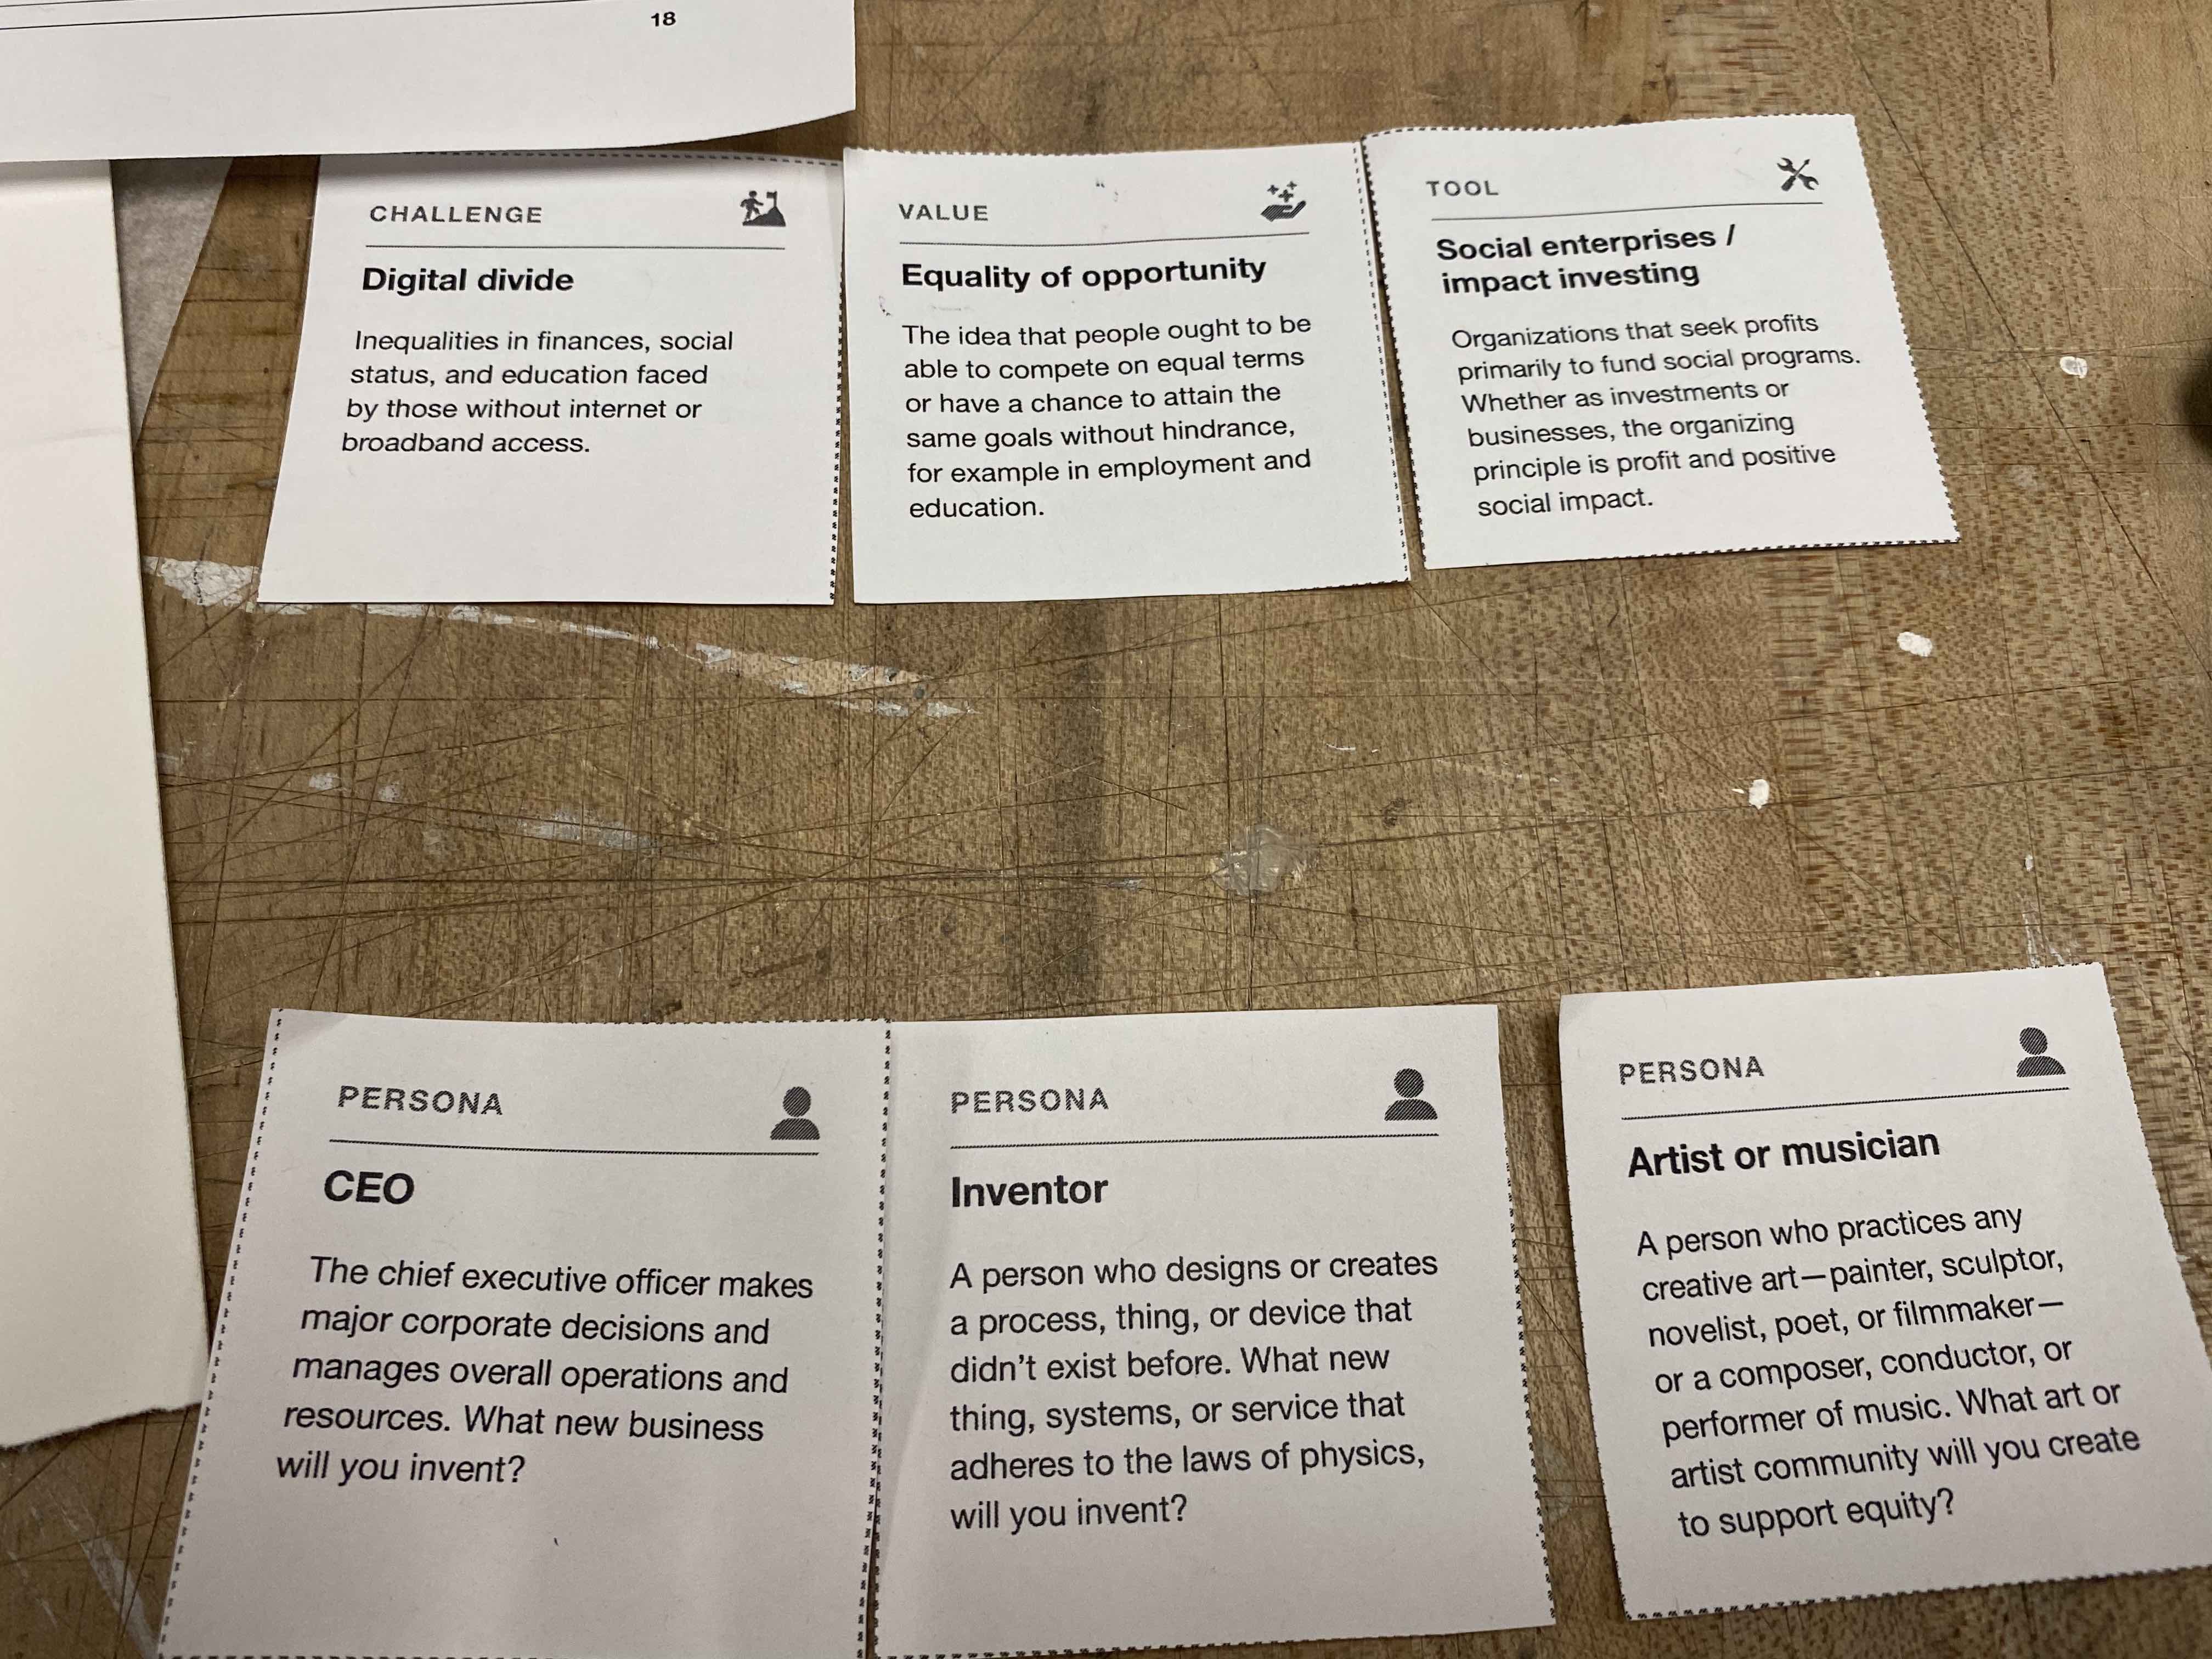 18
CHALLENGE
Digital divide
Inequalities in finances, social
status, and education faced
by those without internet or
broadband access.
VALUE
Equality of opportunity
The idea that people ought to be
able to compete on equal terms
or have a chance to attain the
same goals without hindrance,
for example in employment and
education.
TOOL
Social enterprises /
impact investing
Organizations that seek profits
primarily to fund social programs.
Whether as investments or
businesses, the organizing
principle is profit and positive
social impact.
PERSONA
CEO
The chief executive officer makes
major corporate decisions and
manages overall operations and
resources. What new business
will you invent?
PERSONA
Inventor
A person who designs or creates
a process, thing, or device that
didn't exist before. What new
thing, systems, or service that
adheres to the laws of physics,
will you invent?
PERSONA
Artist or musician
A person who practices any
creative art—painter, sculptor,
novelist, poet, or filmmaker—
or a composer, conductor, or
performer of music. What art or
artist community will you create
to support equity?